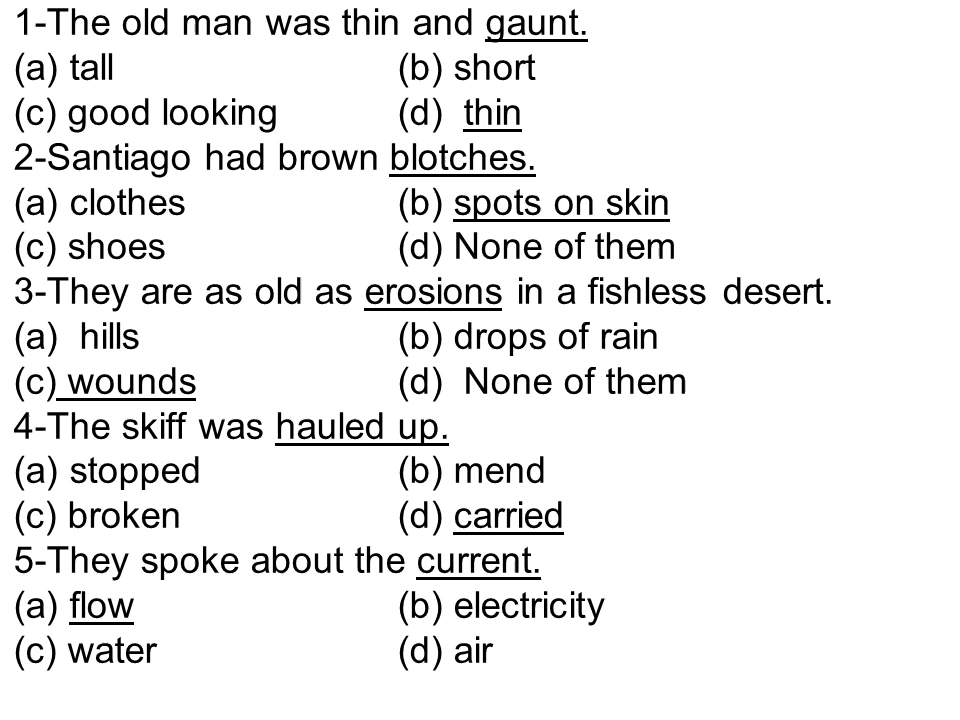 1-The old man was thin and gaunt.
(a) tall (b) short
(c) good looking (d) thin
2-Santiago had brown blotches.
(a) clothes (b) spots on skin
(c) shoes (d) None of them
3-They are as old as erosions in a fishless desert.
(a) hills (b) drops of rain
(c) wounds (d) None of them
4-The skiff was hauled up.
(a) stopped (b) mend
(c) broken (d) carried
5-They spoke about the current.
(a) flow (b) electricity
(c) water (d) air